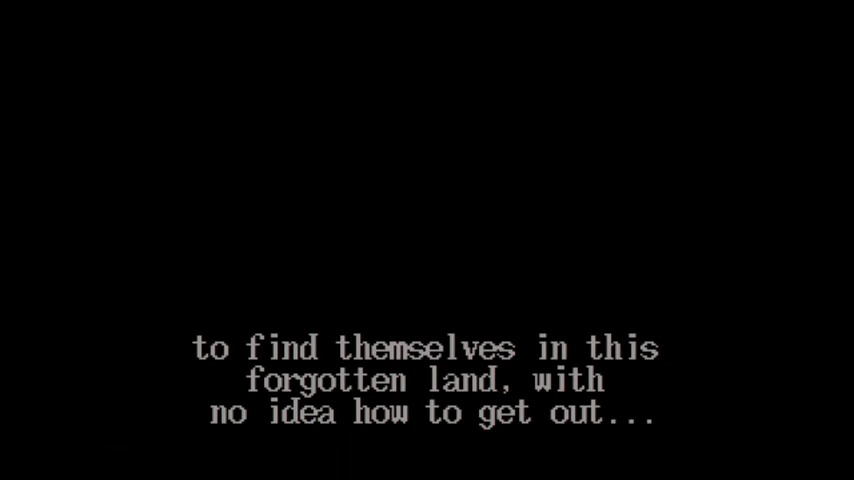 to find themselves in this
forgotten land, with
no idea how to get out...